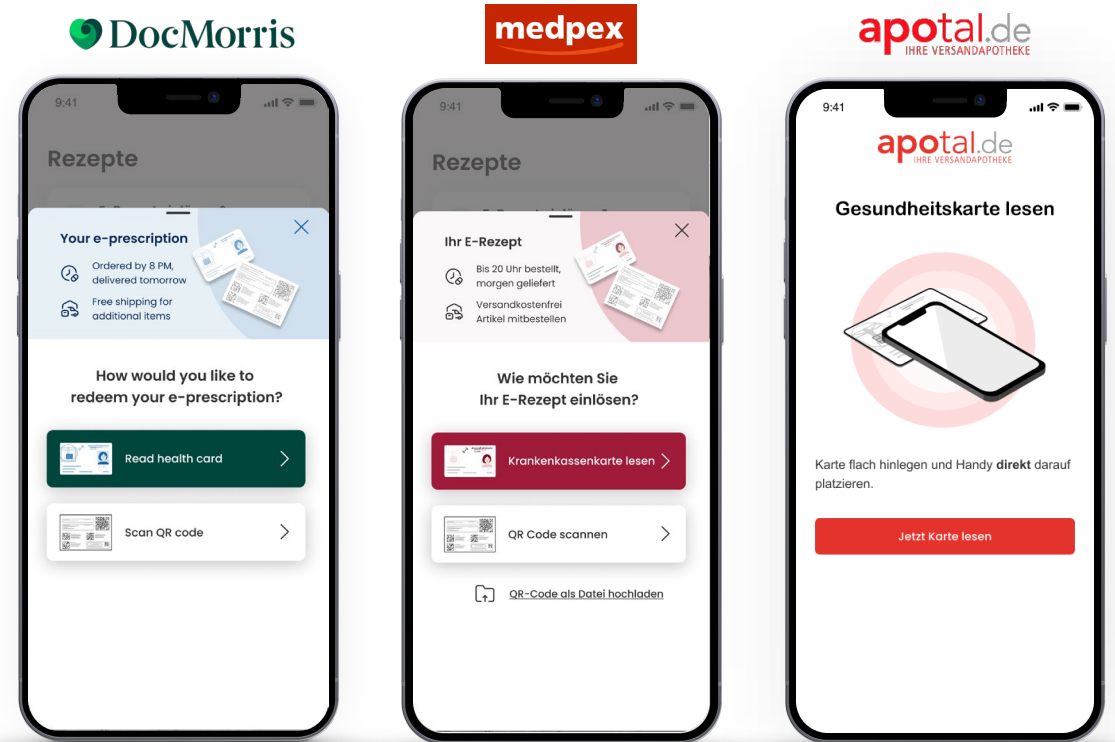 DocMorris
9:41
Rezepte
Your e-prescription
Ordered by 8 PM,
delivered tomorrow
Free shipping for
additional items
How would you like to
redeem your e-prescription?
Read health card
Scan QR code
medpex
9:41
Rezepte
Ihr E-Rezept
Bis 20 Uhr bestellt,
morgen geliefert
Versandkostenfrei
Artikel mitbestellen
Wie möchten Sie
Ihr E-Rezept einlösen?
Krankenkassenkarte lesen
QR Code scannen
QR-Code als Datei hochladen
apotal.de
IHRE VERSANDAPOTHEKE
9:41
apotal.de
IHRE VERSANDAPOTHEKE
Gesundheitskarte lesen
Karte flach hinlegen und Handy direkt darauf
platzieren.
Jetzt Karte lesen